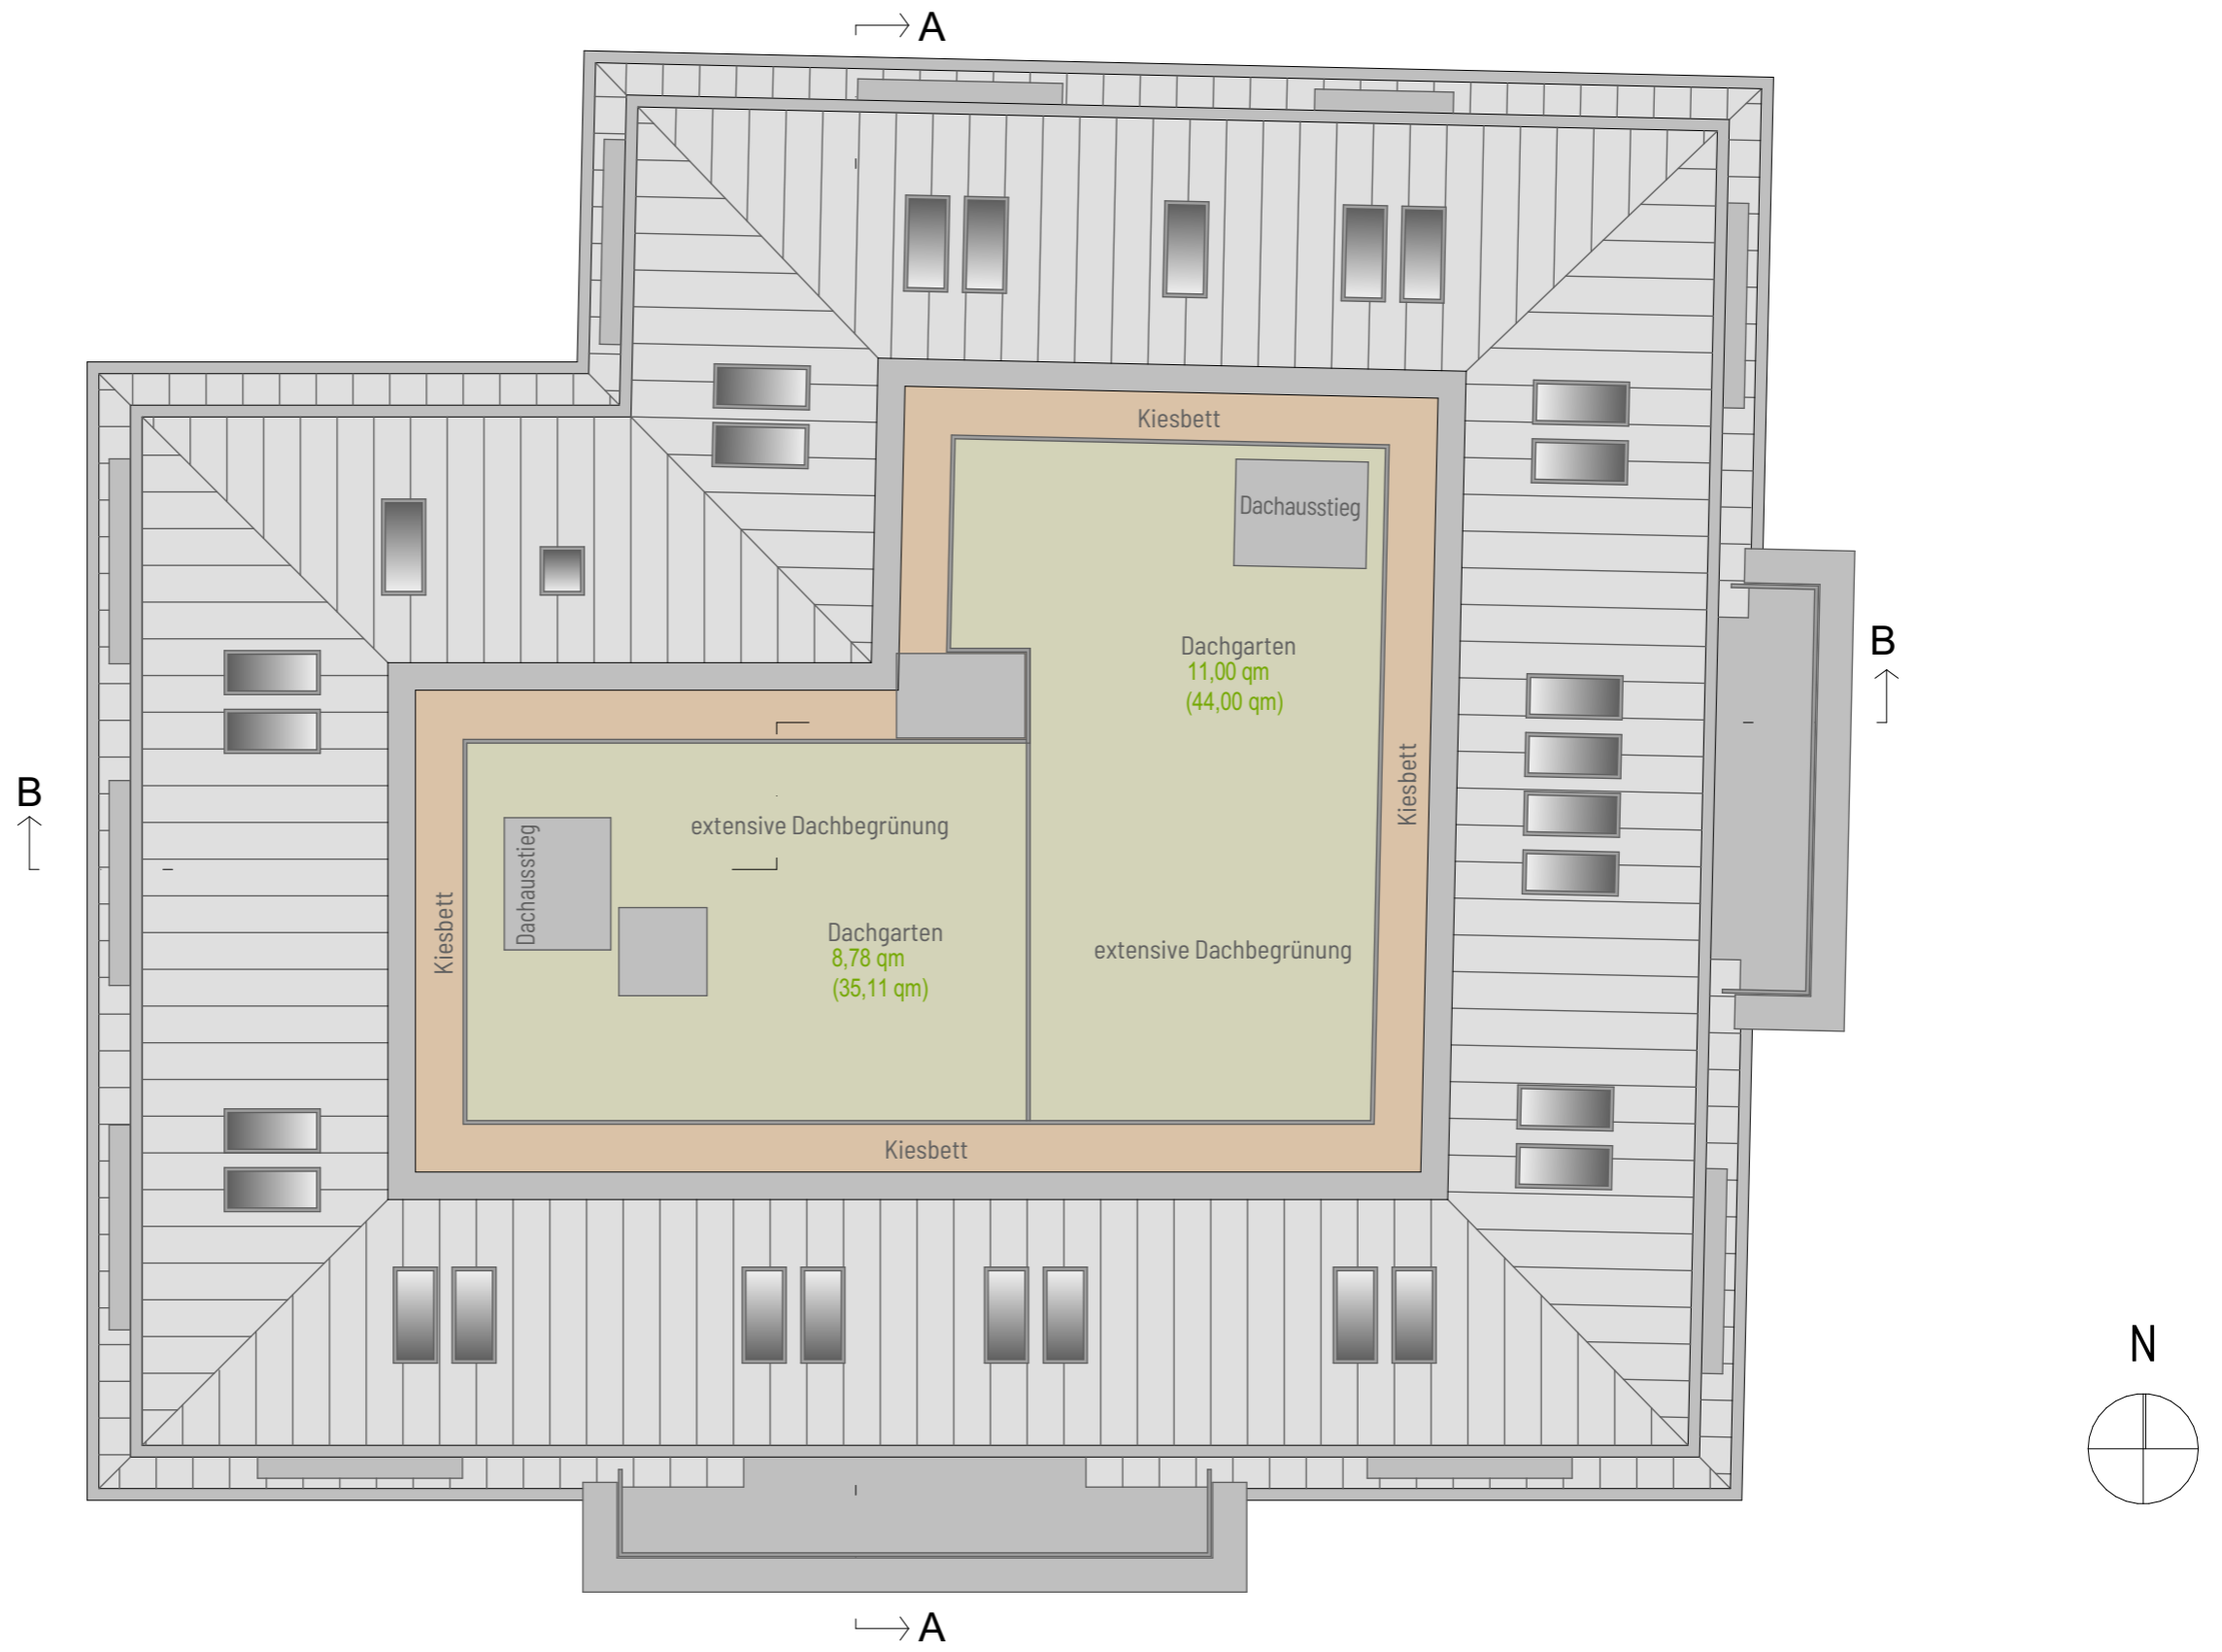 A
Kiesbett
Dachausstieg
Dachgarten
11,00 qm
(44,00 qm)
B
Kiesbett
B
extensive Dachbegrünung
Dachausstieg
Kiesbett
Dachgarten
8,78 qm
(35,11 qm)
extensive Dachbegrünung
Kiesbett
N
A